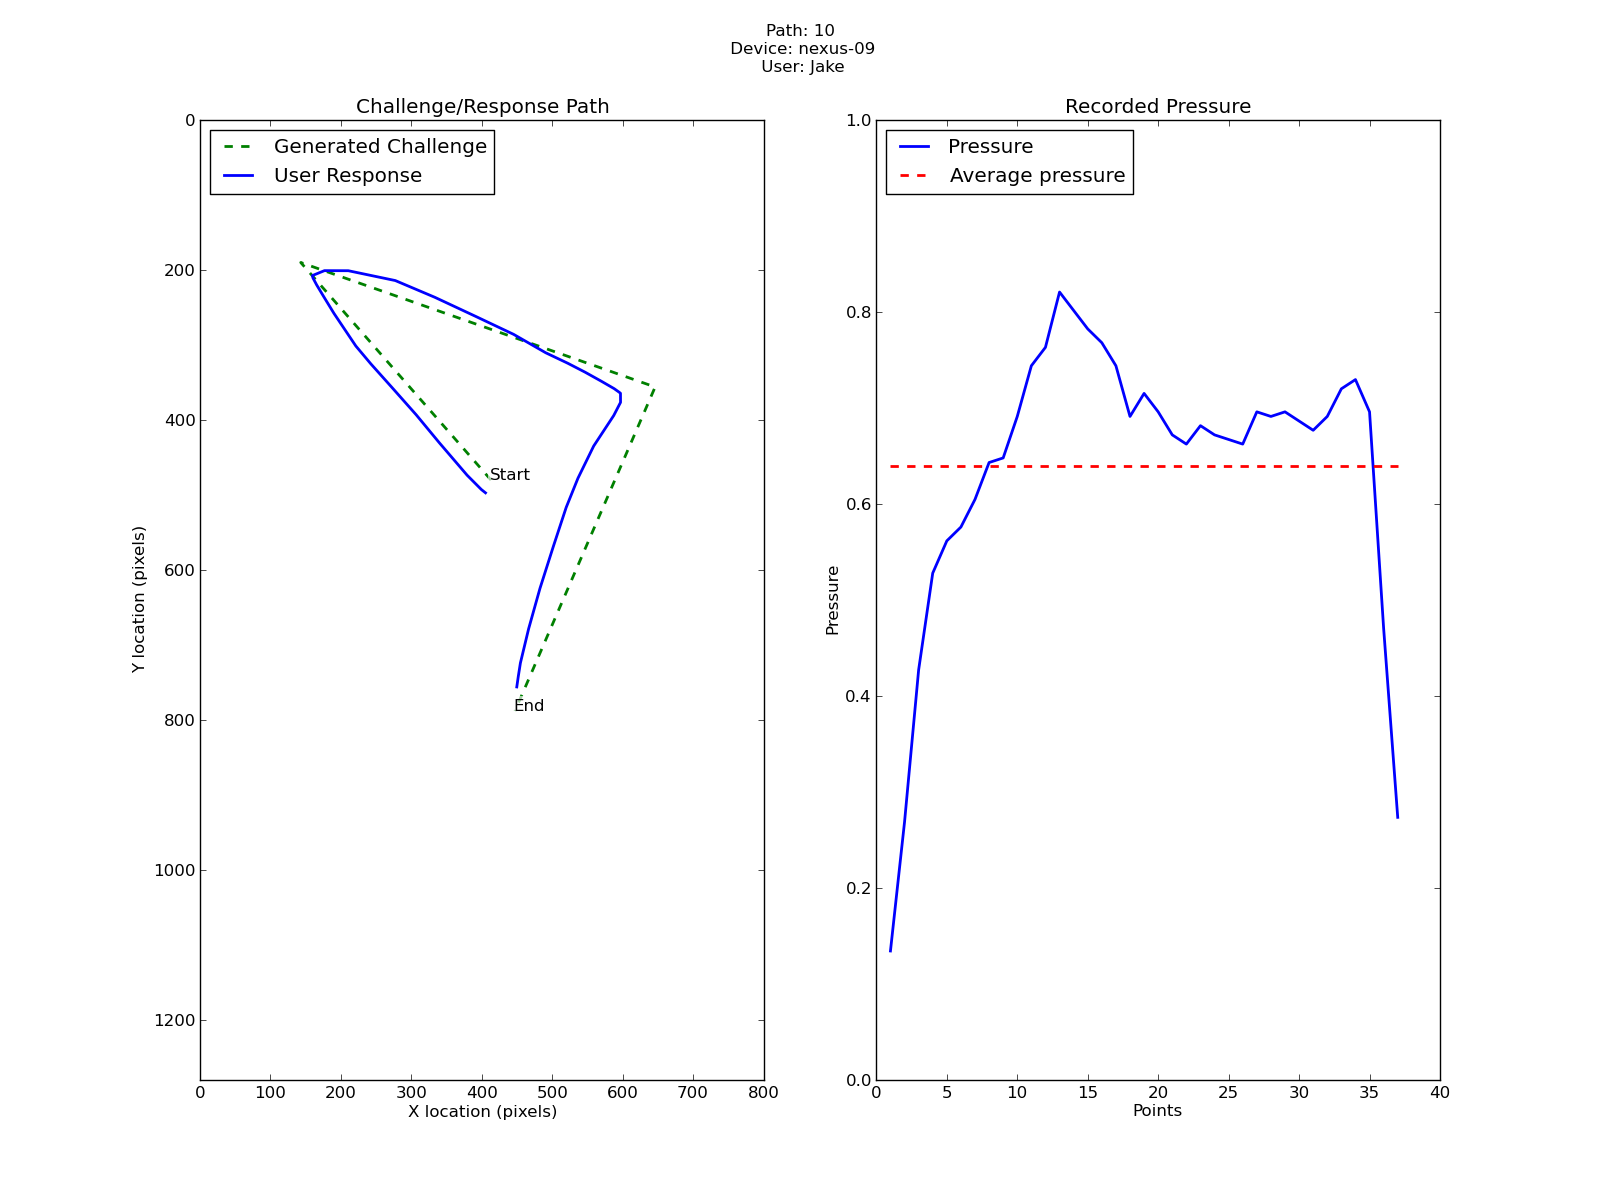 Path: 10
Device: nexus-09
User: Jake
Challenge/Response Path
Generated Challenge
User Response
Start
End
0
200
400
600
800
1000
1200
Y location (pixels)
0 100 200 300 400 500 600 700 800
X location (pixels)
Recorded Pressure
Pressure
Average pressure
1.0
0.8
0.6
0.4
0.2
0.0
Pressure
0 5 10 15 20 25 30 35 40
Points